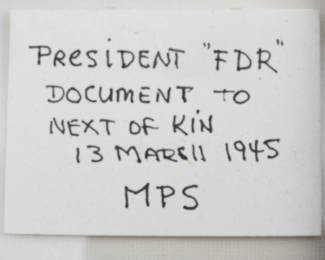 PRESIDENT "FDR"
DOCUMENT TO
NEXT OF KIN
13 MARCH 1945
MPS